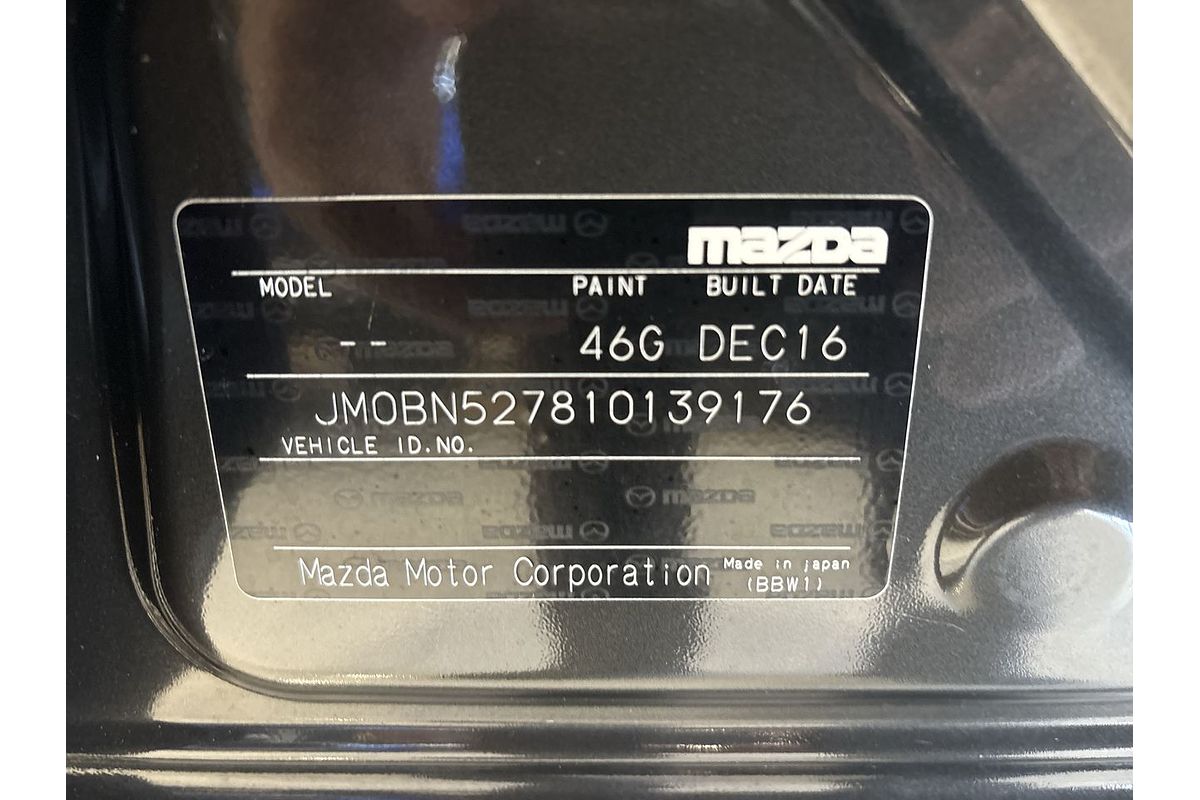 mazda
MODEL PAINT BUILT DATE
-- 46G DEC16
JM0BN527810139176
VEHICLE ID.NO.
Mazda Motor Corporation Made in japan
(BBW1)